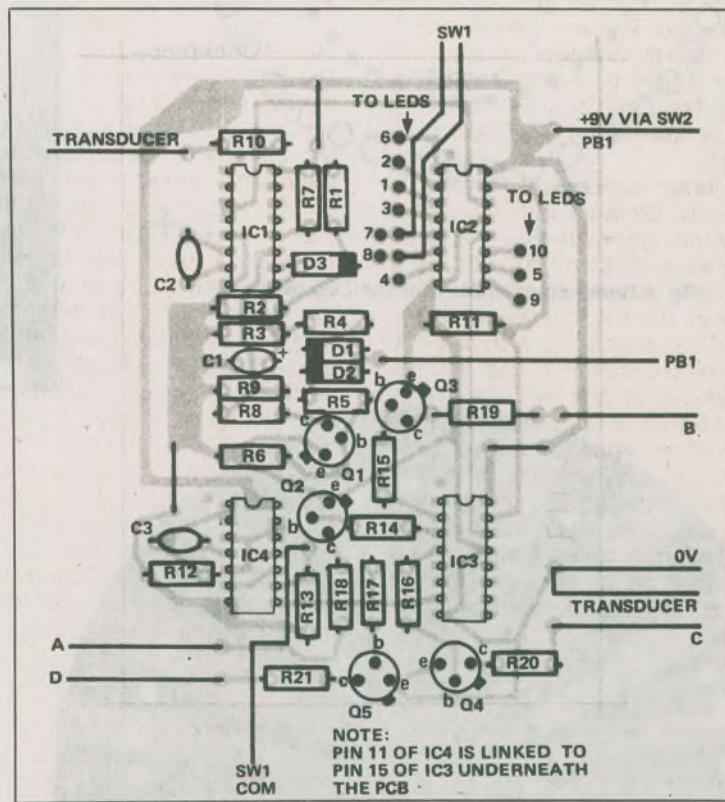 SW1
TO LEDS
TRANSDUCER
R10
+9V VIA SW2
PB1
6
2
1
3
7
8
4
IC1
R7
R1
IC2
TO LEDS
10
5
9
D3
C2
R2
R3
R4
R11
C1
+
D1
D2
PB1
R9
R8
R5
b
e
Q3
c
R19
B
R6
c
b
e
Q1
R15
Q2
e
b
c
R14
C3
IC4
IC3
R12
R13
R18
R17
R16
0V
TRANSDUCER
C
A
D
R21
b
c
e
Q5
c
e
b
Q4
R20
SW1
COM
NOTE:
PIN 11 OF IC4 IS LINKED TO
PIN 15 OF IC3 UNDERNEATH
THE PCB